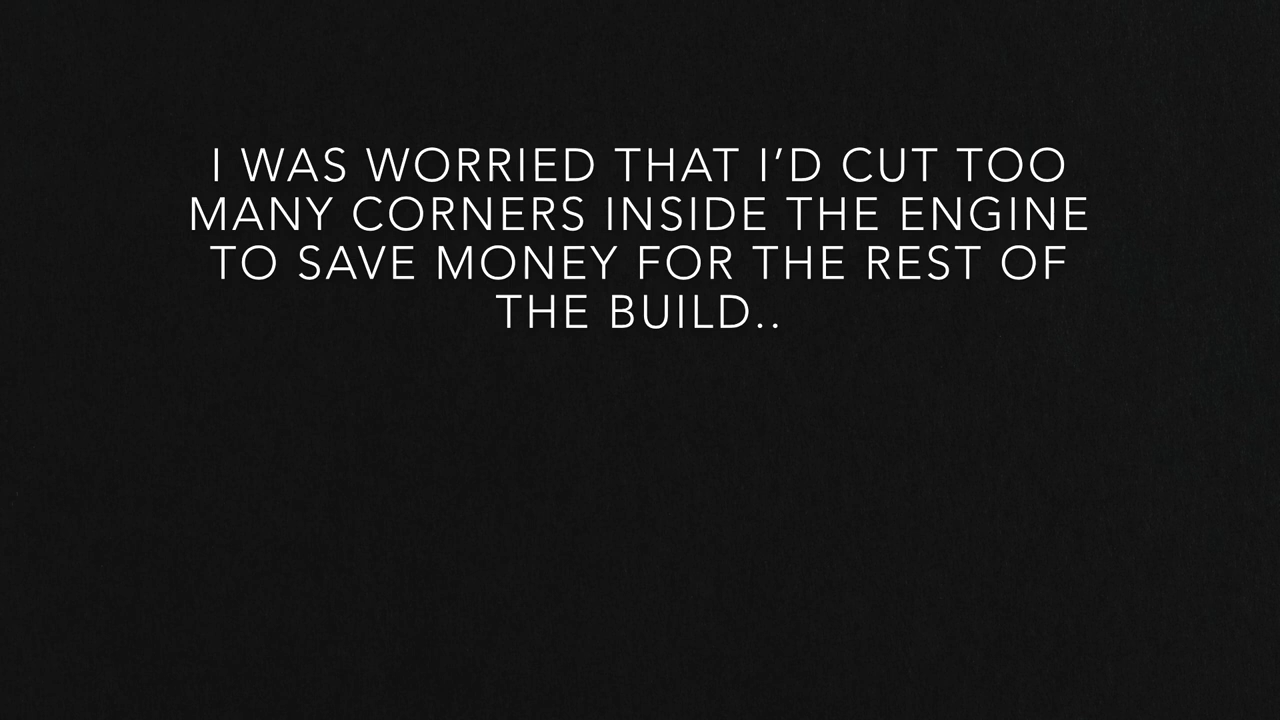 I WAS WORRIED THAT I’D CUT TOO
MANY CORNERS INSIDE THE ENGINE
TO SAVE MONEY FOR THE REST OF
THE BUILD..